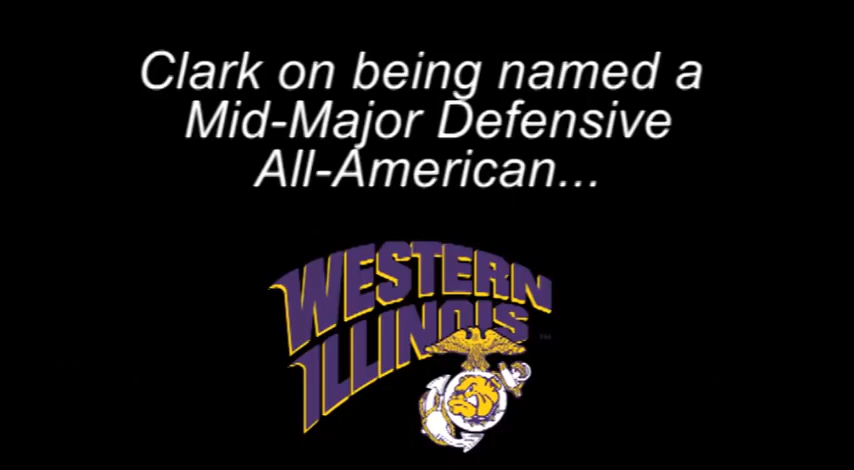 Clark on being named a
Mid-Major Defensive
All-American...
WESTERN
ILLINOIS